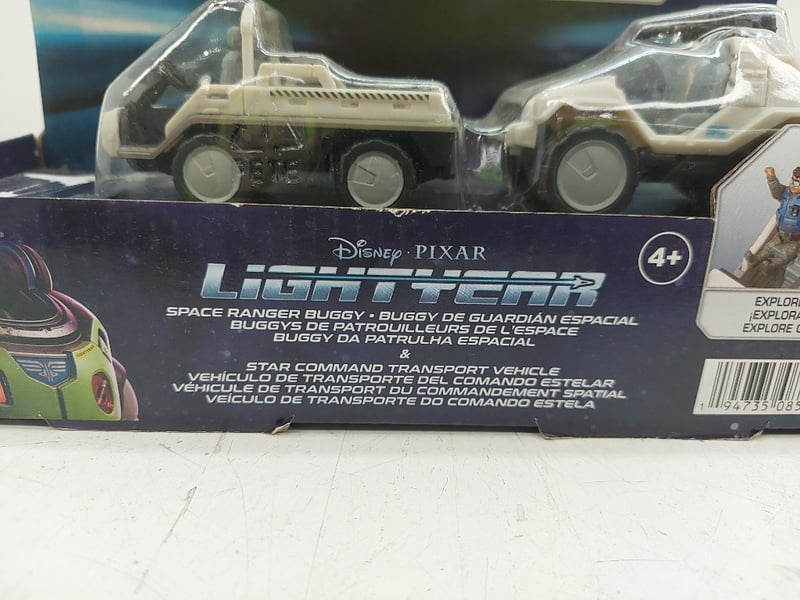 PETE
Disney · PIXAR
LIGHTYEAR
4+
SPACE RANGER BUGGY • BUGGY DE GUARDIÁN ESPACIAL
BUGGYS DE PATROUILLEURS DE L'ESPACE
BUGGY DA PATRULHA ESPACIAL
&
STAR COMMAND TRANSPORT VEHICLE
VEHÍCULO DE TRANSPORTE DEL COMANDO ESTELAR
VÉHICULE DE TRANSPORT DU COMMANDEMENT SPATIAL
VEÍCULO DE TRANSPORTE DO COMANDO ESTELA
EXPLORE
1 94735 085